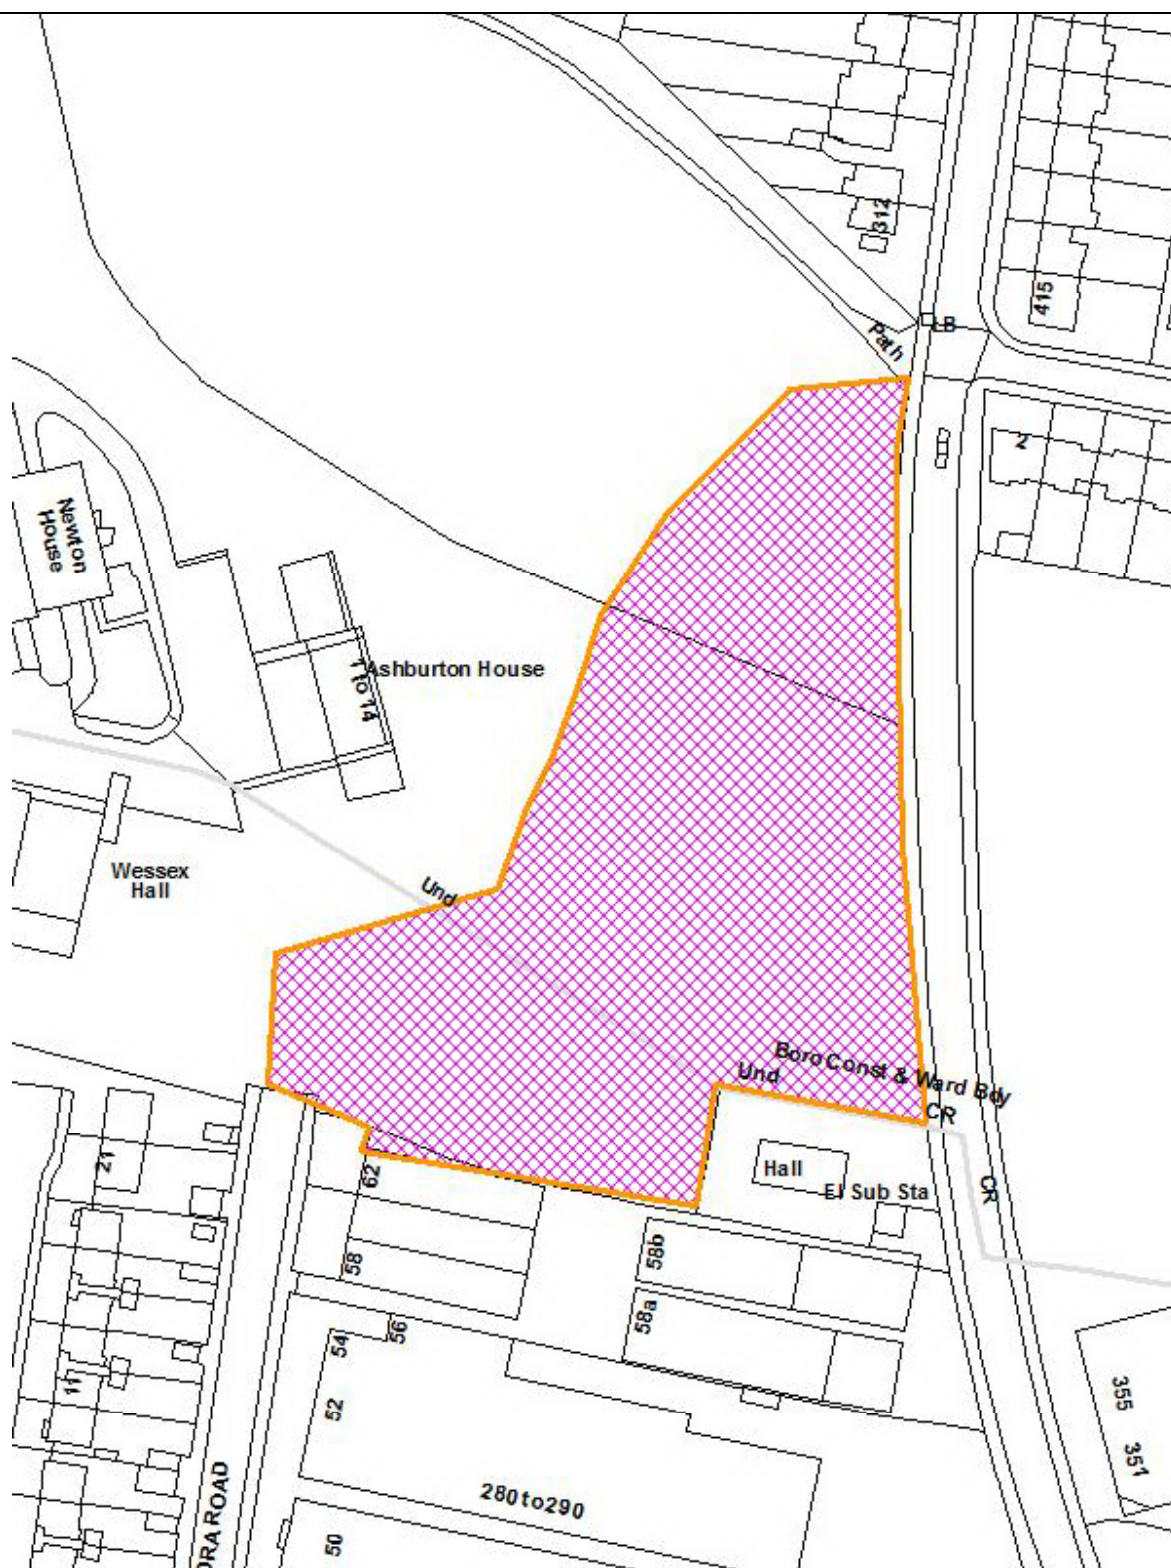 312
415
LB
Path
2
Newton
House
Ashburton House
1 to 14
Wessex
Hall
Und
Boro Const & Ward Bdy
Und
CR
CR
Hall
El Sub Sta
21
62
58
58b
58a
56
54
52
11
355
351
280 to 290
50
ORA ROAD